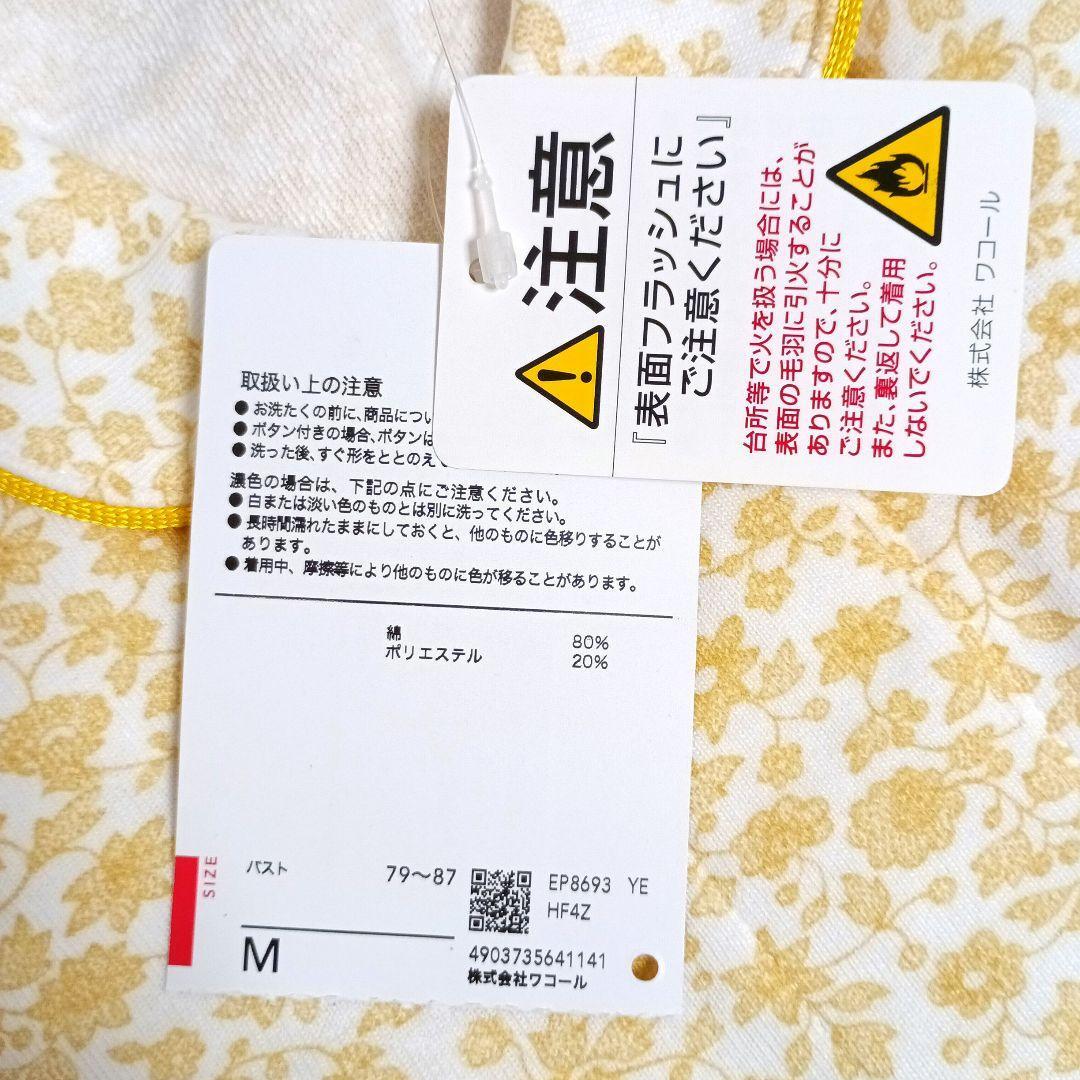 注意
『表面フラッシュに
ご注意ください』
台所等で火を扱う場合には、
表面の毛羽に引火することが
ありますので、十分に
ご注意ください。
また、裏返して着用
しないでください。
株式会社 ワコール
取扱い上の注意
●お洗たくの前に、商品につい
●ボタン付きの場合、ボタンは
●洗った後、すぐ形をととのえ
濃色の場合は、下記の点にご注意ください。
●白または淡い色のものとは別に洗ってください。
●長時間濡れたままにしておくと、他のものに色移りすることが
あります。
●着用中、摩擦等により他のものに色が移ることがあります。
綿 80%
ポリエステル 20%
SIZE
バスト 79〜87
M
EP8693 YE
HF4Z
4903735641141
株式会社ワコール